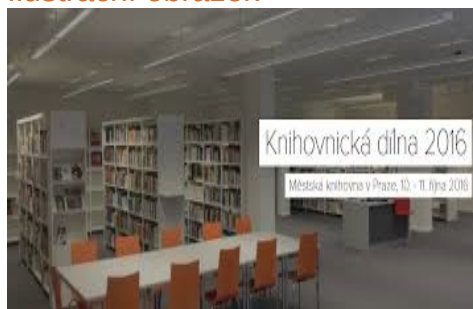 Knihovnická dílna 2016
Městská knihovna v Praze, 10. - 11. října 2016